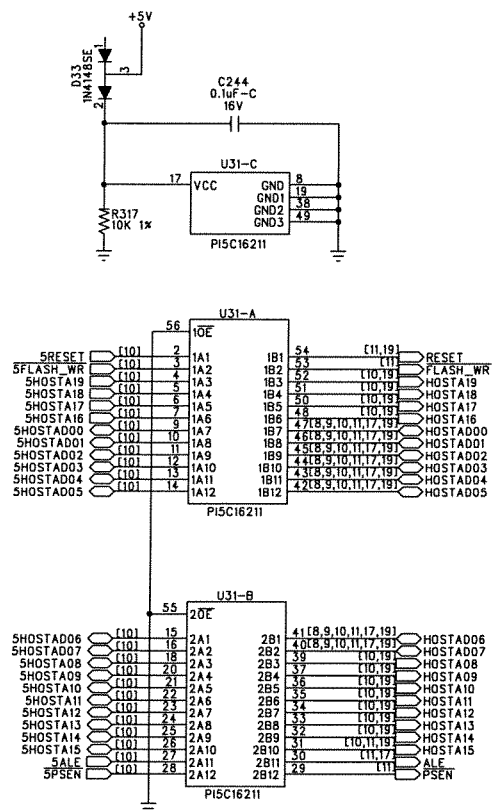 +5V
1
3
D33
1N4148SE
2
C244
0.1uF-C
16V
U31-C
17 VCC GND 8
GND1 19
GND2 38
GND3 49
R317
10K 1%
PI5C16211
U31-A
56 1OE
5RESET [10] 2 1A1 1B1 54 [11,19] RESET
5FLASH_WR [10] 3 1A2 1B2 53 [11] FLASH_WR
5HOSTA19 [10] 4 1A3 1B3 52 [10,19] HOSTA19
5HOSTA18 [10] 5 1A4 1B4 51 [10,19] HOSTA18
5HOSTA17 [10] 6 1A5 1B5 50 [10,19] HOSTA17
5HOSTA16 [10] 7 1A6 1B6 48 [10,19] HOSTA16
5HOSTAD00 [10] 9 1A7 1B7 47 [8,9,10,11,17,19] HOSTAD00
5HOSTAD01 [10] 10 1A8 1B8 46 [8,9,10,11,17,19] HOSTAD01
5HOSTAD02 [10] 11 1A9 1B9 45 [8,9,10,11,17,19] HOSTAD02
5HOSTAD03 [10] 12 1A10 1B10 44 [8,9,10,11,17,19] HOSTAD03
5HOSTAD04 [10] 13 1A11 1B11 43 [8,9,10,11,17,19] HOSTAD04
5HOSTAD05 [10] 14 1A12 1B12 42 [8,9,10,11,17,19] HOSTAD05
PI5C16211
U31-B
55 2OE
5HOSTAD06 [10] 15 2A1 2B1 41 [8,9,10,11,17,19] HOSTAD06
5HOSTAD07 [10] 16 2A2 2B2 40 [8,9,10,11,17,19] HOSTAD07
5HOSTA08 [10] 18 2A3 2B3 39 [10,19] HOSTA08
5HOSTA09 [10] 20 2A4 2B4 37 [10,19] HOSTA09
5HOSTA10 [10] 21 2A5 2B5 36 [10,19] HOSTA10
5HOSTA11 [10] 22 2A6 2B6 35 [10,19] HOSTA11
5HOSTA12 [10] 23 2A7 2B7 34 [10,19] HOSTA12
5HOSTA13 [10] 24 2A8 2B8 33 [10,19] HOSTA13
5HOSTA14 [10] 25 2A9 2B9 32 [10,19] HOSTA14
5HOSTA15 [10] 26 2A10 2B10 31 [10,11,19] HOSTA15
5ALE [10] 27 2A11 2B11 30 [11,17] ALE
5PSEN [10] 28 2A12 2B12 29 [11] PSEN
PI5C16211